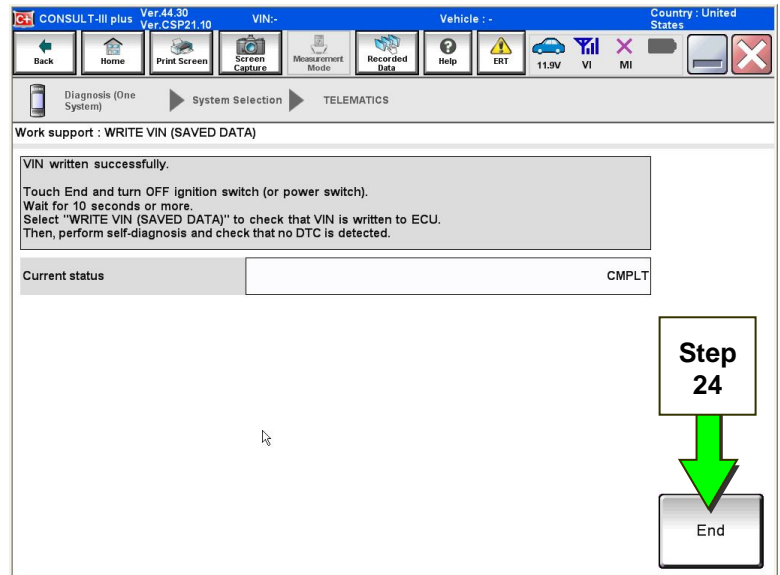 C+ CONSULT-III plus Ver.44.30 Ver.CSP21.10 VIN:- Vehicle : - Country : United States
Back Home Print Screen Screen Capture Measurement Mode Recorded Data Help ERT 11.9V VI MI
Diagnosis (One System) System Selection TELEMATICS
Work support : WRITE VIN (SAVED DATA)
VIN written successfully.
Touch End and turn OFF ignition switch (or power switch).
Wait for 10 seconds or more.
Select "WRITE VIN (SAVED DATA)" to check that VIN is written to ECU.
Then, perform self-diagnosis and check that no DTC is detected.
Current status CMPLT
Step
24
End